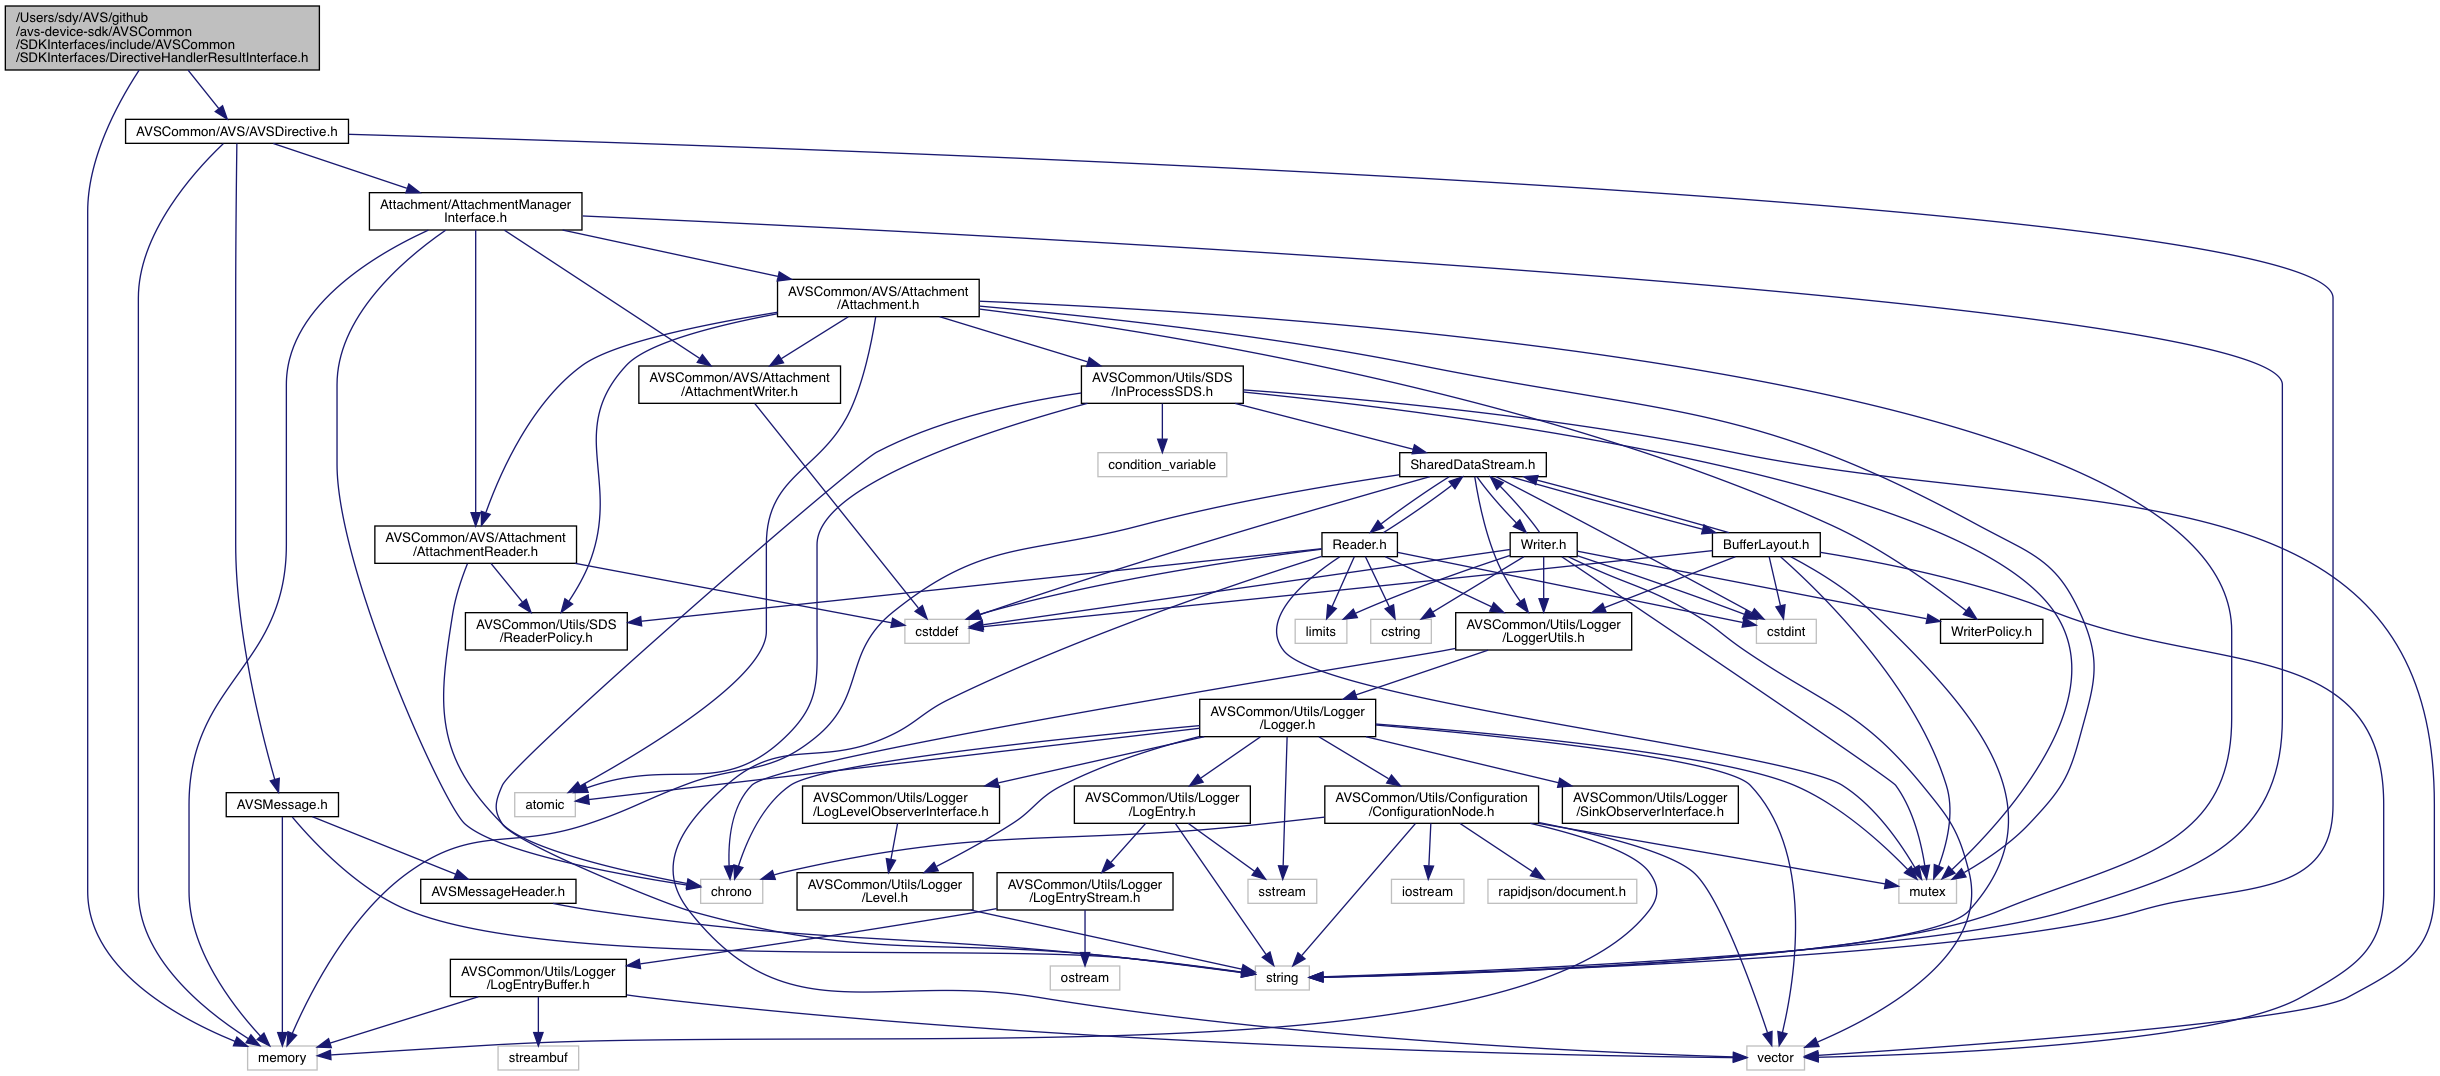 /Users/sdy/AVS/github
/avs-device-sdk/AVSCommon
/SDKInterfaces/include/AVSCommon
/SDKInterfaces/DirectiveHandlerResultInterface.h
AVSCommon/AVS/AVSDirective.h
Attachment/AttachmentManager
Interface.h
AVSCommon/AVS/Attachment
/Attachment.h
AVSCommon/AVS/Attachment
/AttachmentWriter.h
AVSCommon/Utils/SDS
/InProcessSDS.h
condition_variable
SharedDataStream.h
AVSCommon/AVS/Attachment
/AttachmentReader.h
Reader.h
Writer.h
BufferLayout.h
AVSCommon/Utils/SDS
/ReaderPolicy.h
cstddef
limits
cstring
AVSCommon/Utils/Logger
/LoggerUtils.h
cstdint
WriterPolicy.h
AVSCommon/Utils/Logger
/Logger.h
AVSMessage.h
atomic
AVSCommon/Utils/Logger
/LogLevelObserverInterface.h
AVSCommon/Utils/Logger
/LogEntry.h
AVSCommon/Utils/Configuration
/ConfigurationNode.h
AVSCommon/Utils/Logger
/SinkObserverInterface.h
AVSMessageHeader.h
chrono
AVSCommon/Utils/Logger
/Level.h
AVSCommon/Utils/Logger
/LogEntryStream.h
sstream
iostream
rapidjson/document.h
mutex
AVSCommon/Utils/Logger
/LogEntryBuffer.h
ostream
string
memory
streambuf
vector